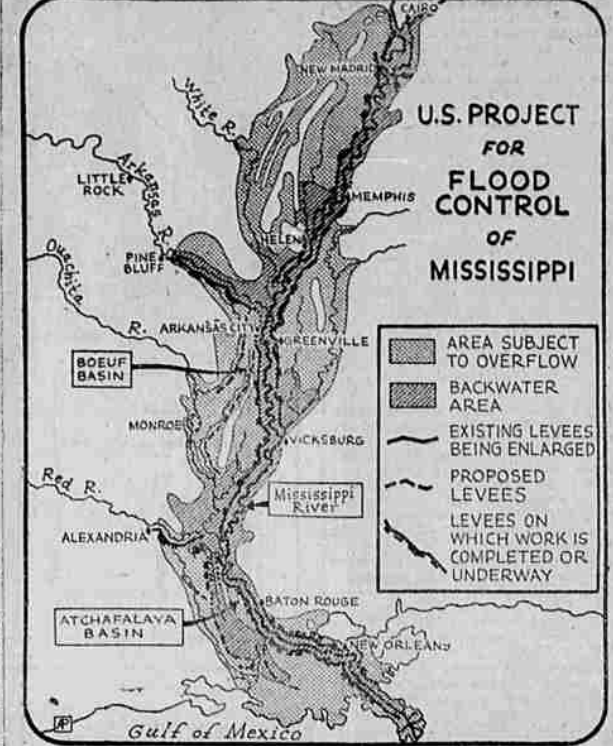 CAIRO
NEW MADRID
White R.
U.S. PROJECT
FOR
FLOOD
CONTROL
OF
MISSISSIPPI
Arkansas R.
LITTLE
ROCK
MEMPHIS
HELENA
PINE
BLUFF
Ouachita
R.
ARKANSAS CITY
GREENVILLE
BOEUF
BASIN
MONROE
VICKSBURG
AREA SUBJECT
TO OVERFLOW
BACKWATER
AREA
EXISTING LEVEES
BEING ENLARGED
PROPOSED
LEVEES
LEVEES ON
WHICH WORK IS
COMPLETED OR
UNDERWAY
Red R.
Mississippi
River
ALEXANDRIA
BATON ROUGE
ATCHAFALAYA
BASIN
NEW ORLEANS
AP
Gulf of Mexico